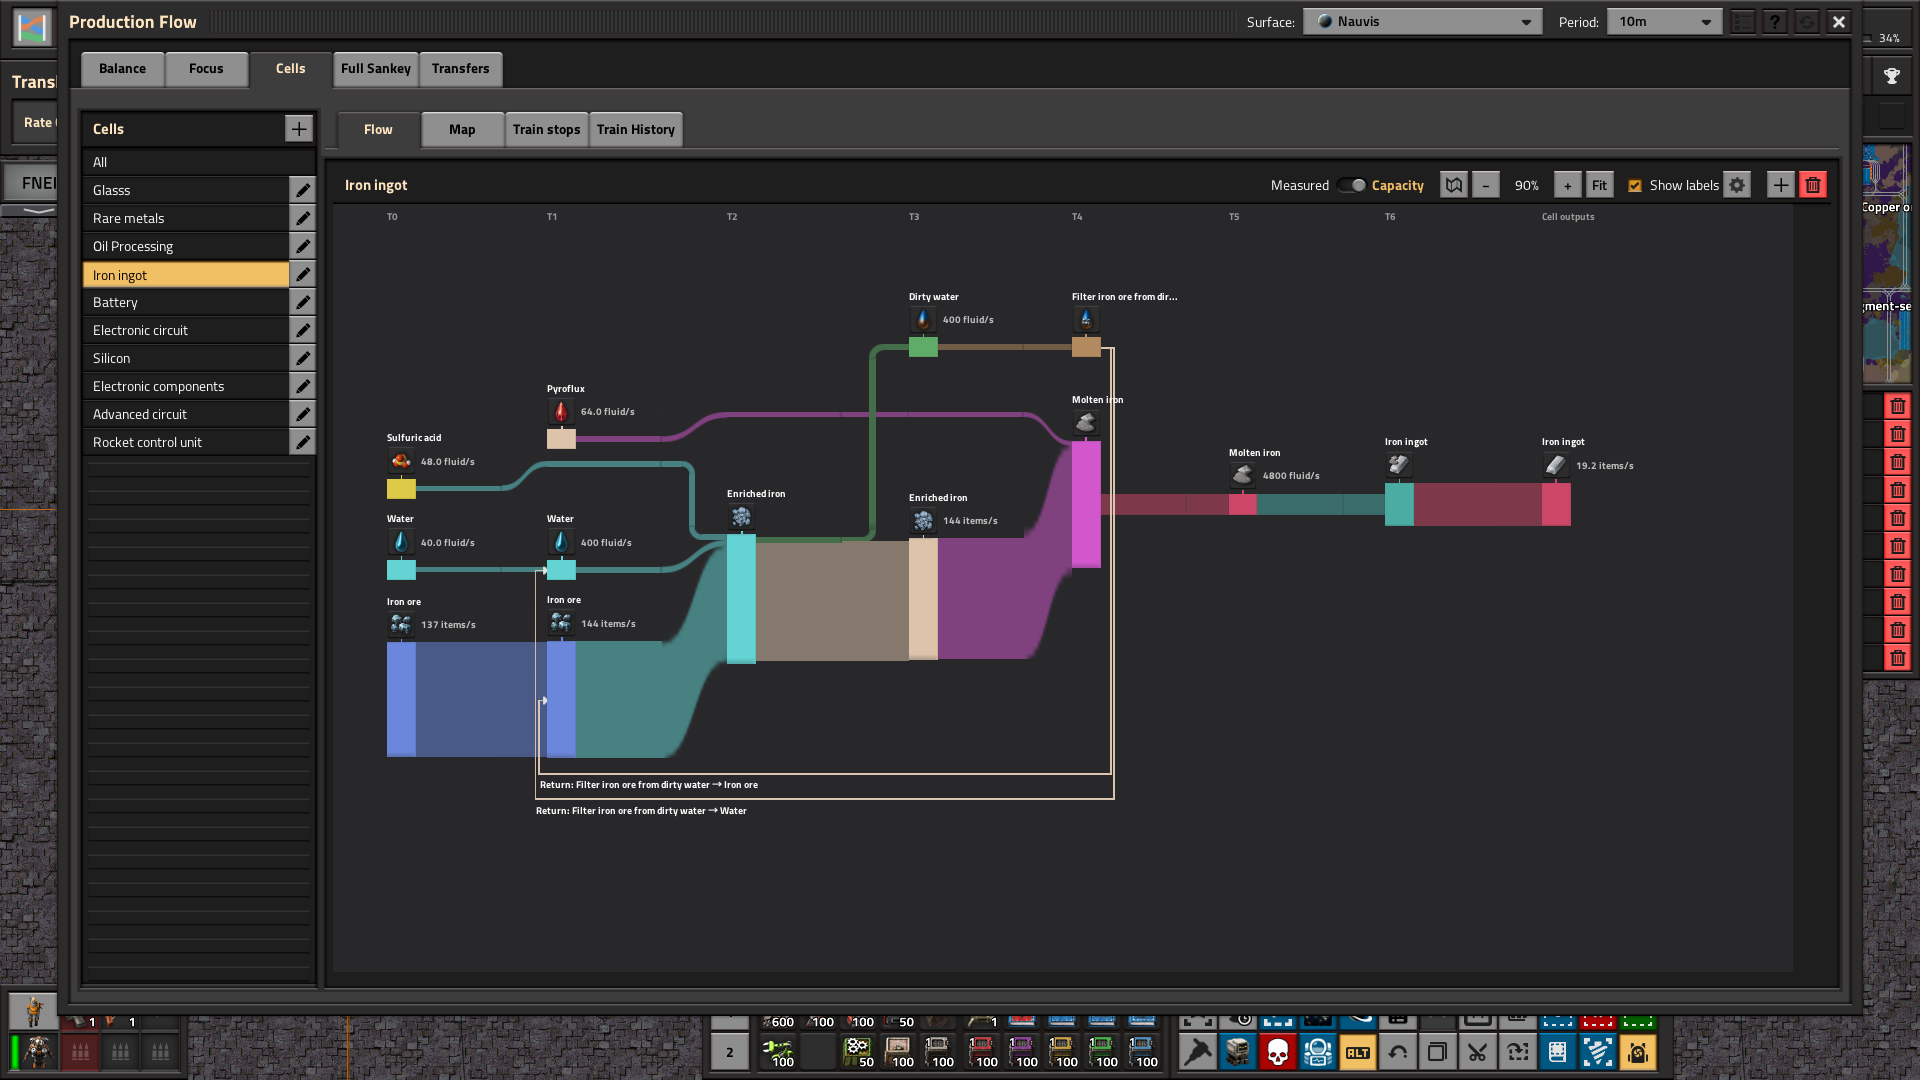 Production Flow
Surface:
Nauvis
Period:
10m
34%
Balance
Focus
Cells
Full Sankey
Transfers
Rate
FNEI
Cells
All
Glasss
Rare metals
Oil Processing
Iron ingot
Battery
Electronic circuit
Silicon
Electronic components
Advanced circuit
Rocket control unit
Flow
Map
Train stops
Train History
Iron ingot
Measured
Capacity
-
90%
+
Fit
Show labels
T0
T1
T2
T3
T4
T5
T6
Cell outputs
Dirty water
400 fluid/s
Filter iron ore from dir...
Pyroflux
64.0 fluid/s
Molten iron
Sulfuric acid
48.0 fluid/s
Molten iron
4800 fluid/s
Iron ingot
Iron ingot
19.2 items/s
Enriched iron
Enriched iron
144 items/s
Water
40.0 fluid/s
Water
400 fluid/s
Iron ore
137 items/s
Iron ore
144 items/s
Return: Filter iron ore from dirty water → Iron ore
Return: Filter iron ore from dirty water → Water
Copper o
ment-se
1
1
600
100
100
50
1
2
100
50
100
100
100
100
100
100
100
ALT